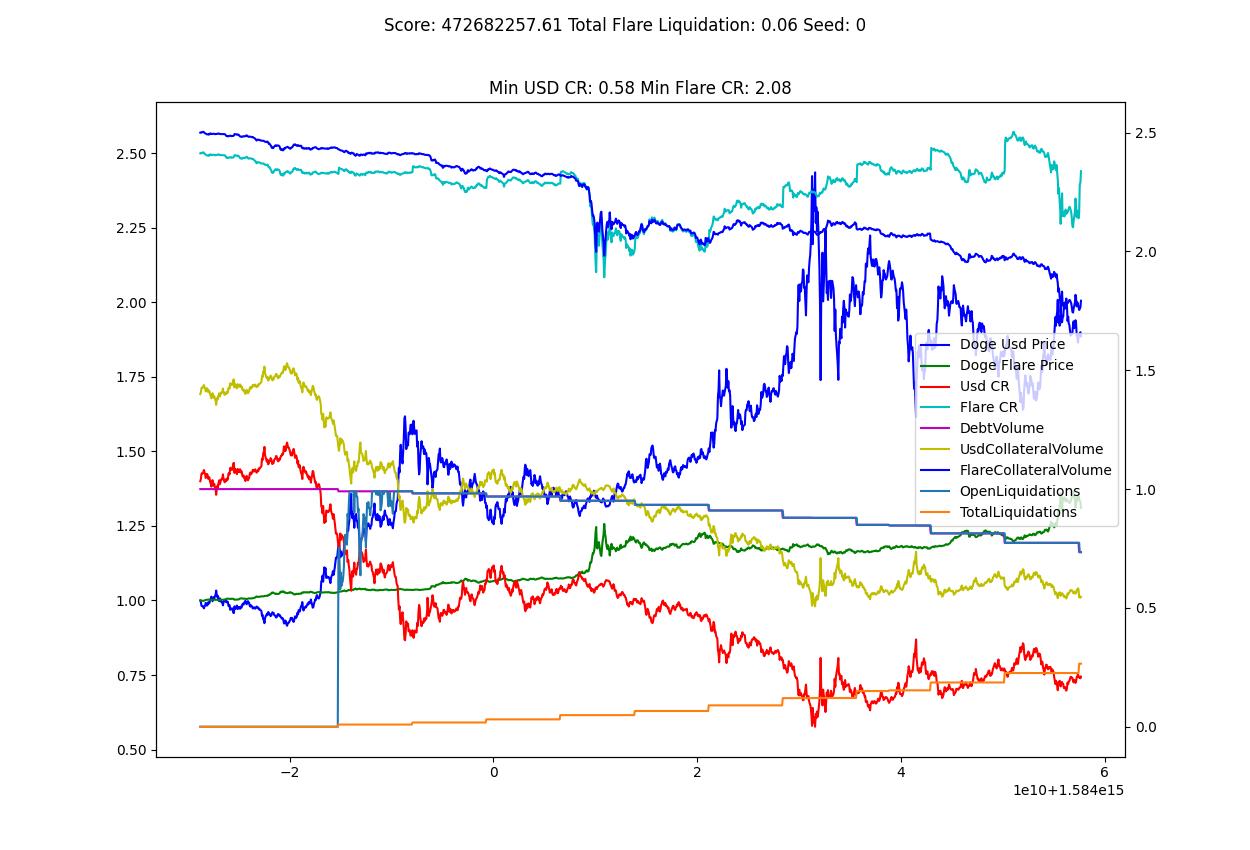 Score: 472682257.61 Total Flare Liquidation: 0.06 Seed: 0
Min USD CR: 0.58 Min Flare CR: 2.08
2.50
2.25
2.00
1.75
1.50
1.25
1.00
0.75
0.50
2.5
2.0
1.5
1.0
0.5
0.0
Doge Usd Price
Doge Flare Price
Usd CR
Flare CR
DebtVolume
UsdCollateralVolume
FlareCollateralVolume
OpenLiquidations
TotalLiquidations
−2
0
2
4
6
1e10+1.584e15